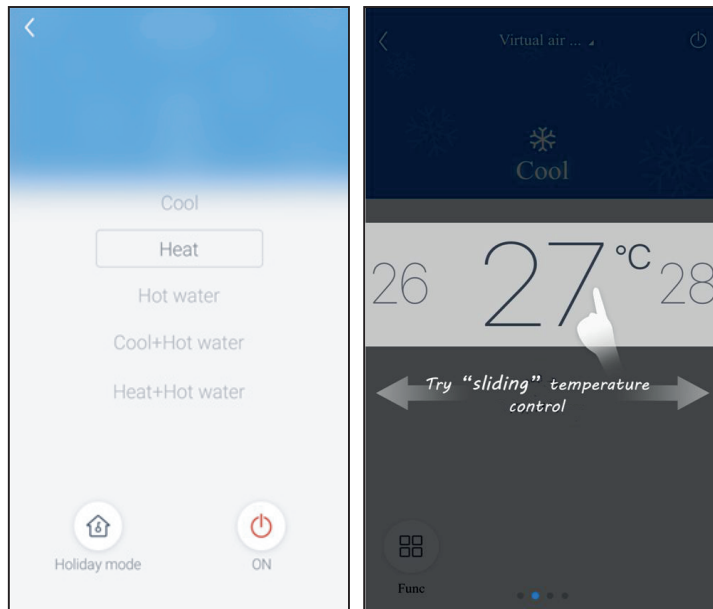 Cool
Heat
Hot water
Cool+Hot water
Heat+Hot water
Holiday mode
ON
Virtual air ...
Cool
26
27°C
28
Try “sliding” temperature
control
Func